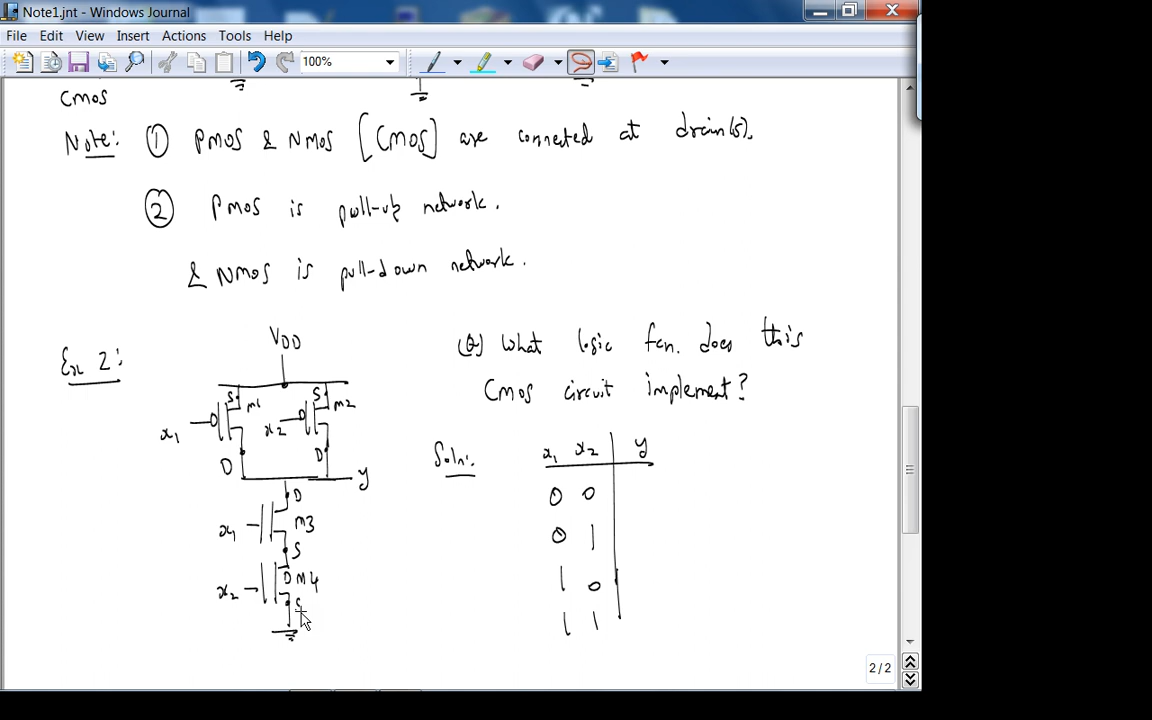 Note1.jnt - Windows Journal
File Edit View Insert Actions Tools Help
100%
CMOS
Note: ① PMOS & NMOS [CMOS] are connected at drain(s).
② PMOS is pull-up network.
& NMOS is pull-down network.
Ex 2:
VDD
S M1 S M2
x1 x2
D D
y
D
x1 M3
S
D M4
x2
S
(Q) What logic fcn. does this
CMOS circuit implement?
Soln:
x1 x2 y
0 0
0 1
1 0
1 1
2 / 2